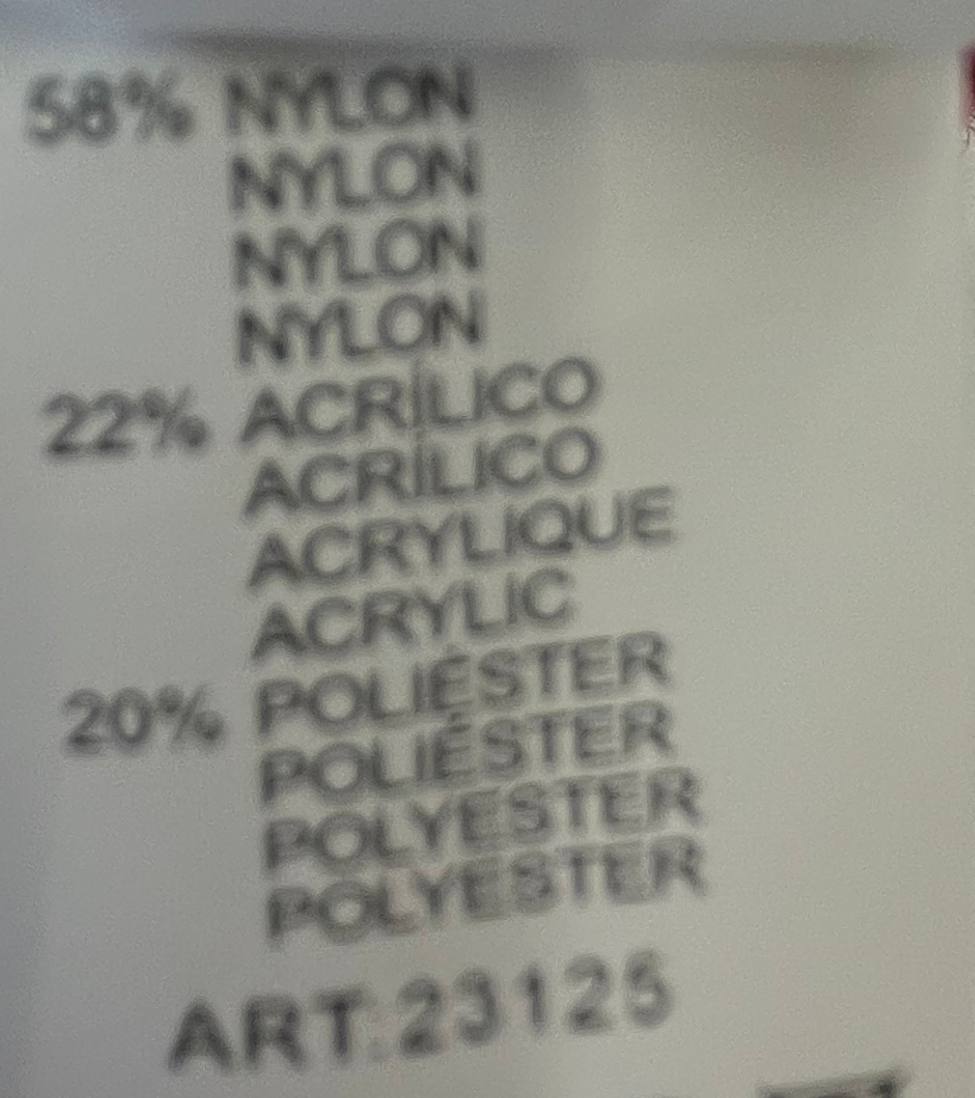 58% NYLON
NYLON
NYLON
NYLON
22% ACRÍLICO
ACRÍLICO
ACRYLIQUE
ACRYLIC
20% POLIÉSTER
POLIÉSTER
POLYESTER
POLYESTER
ART.23125